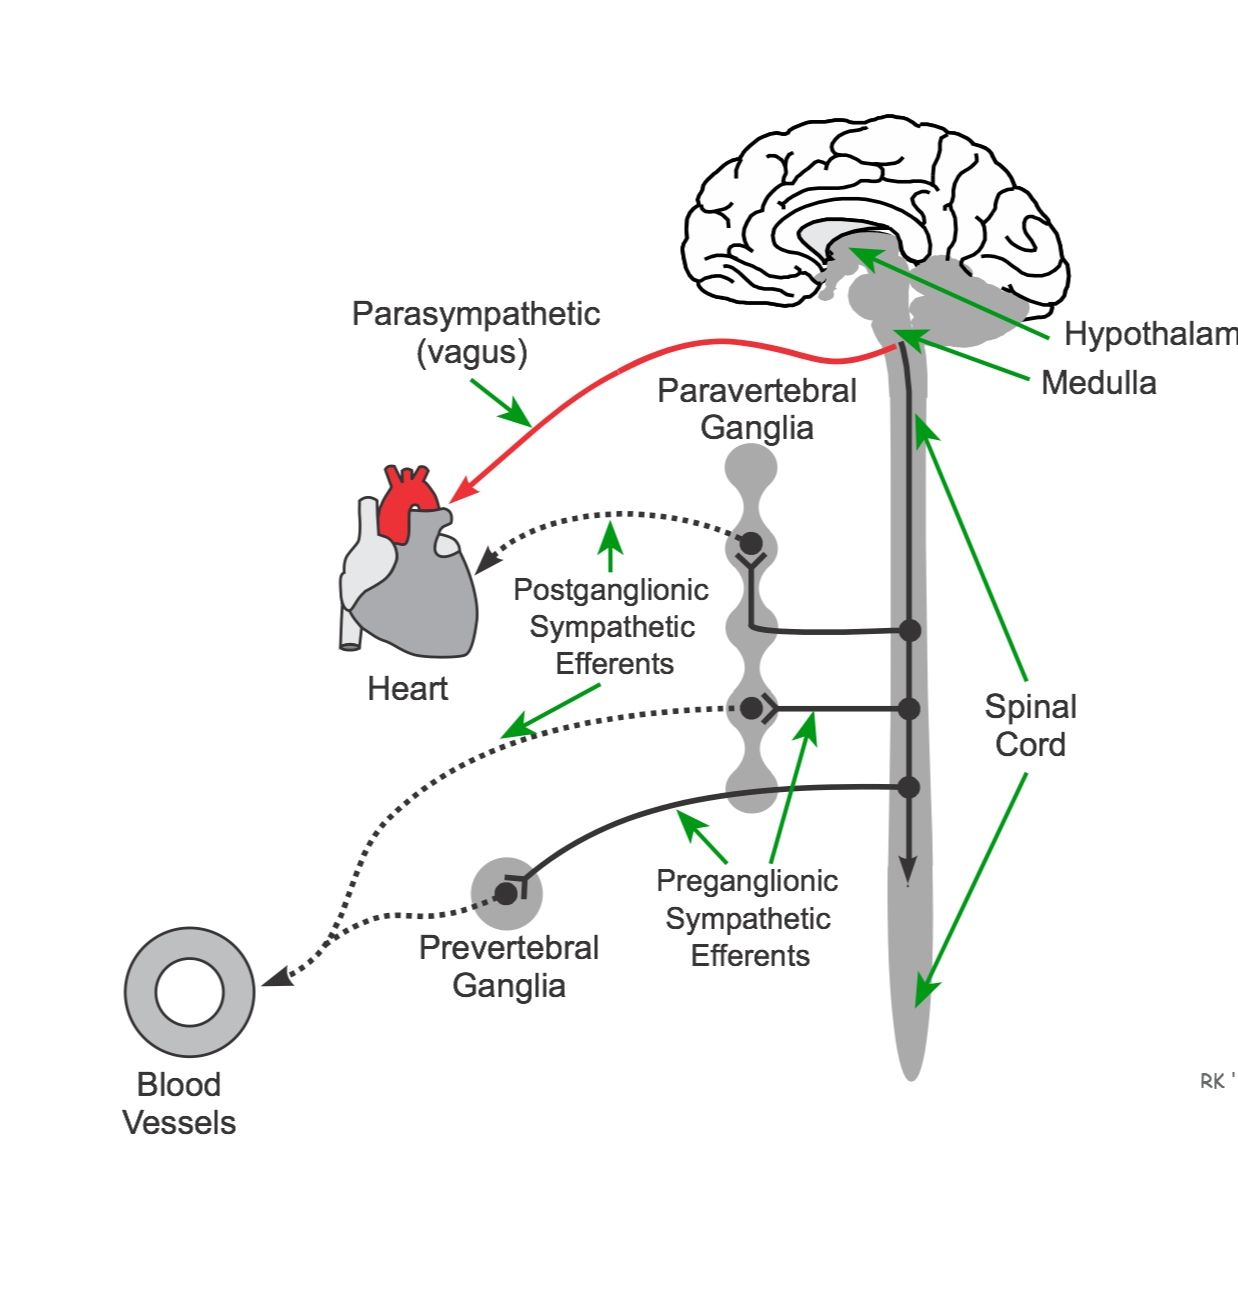 Parasympathetic
(vagus)
Hypothalam
Medulla
Paravertebral
Ganglia
Postganglionic
Sympathetic
Efferents
Heart
Spinal
Cord
Preganglionic
Sympathetic
Efferents
Prevertebral
Ganglia
Blood
Vessels
RK '